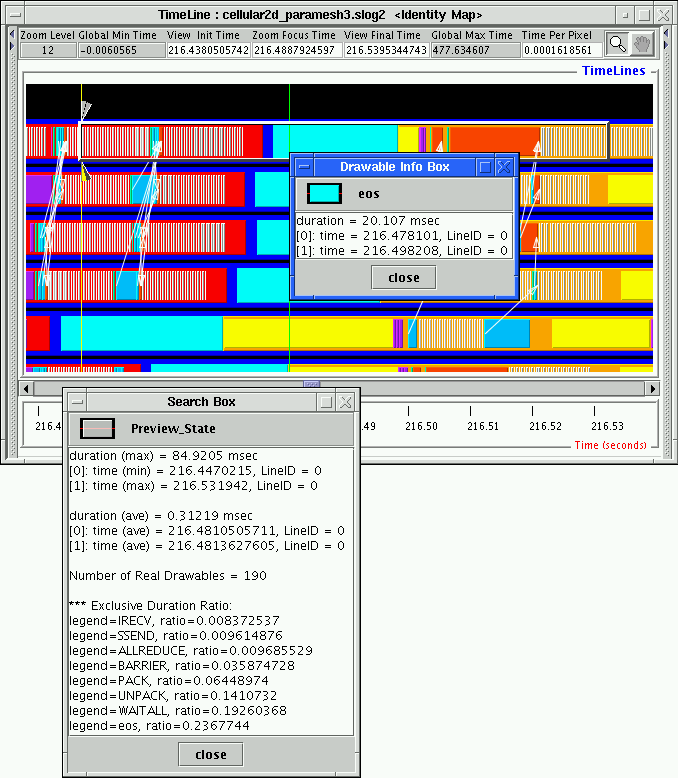 TimeLine : cellular2d_paramesh3.slog2 <Identity Map>
Zoom Level Global Min Time View Init Time Zoom Focus Time View Final Time Global Max Time Time Per Pixel
12 -0.0060565 216.4380505742 216.4887924597 216.5395344743 477.634607 0.0001618561
TimeLines
Drawable Info Box
eos
duration = 20.107 msec
[0]: time = 216.478101, LineID = 0
[1]: time = 216.498208, LineID = 0
close
216.4 .49 216.50 216.51 216.52 216.53
Time (seconds)
Search Box
Preview_State
duration (max) = 84.9205 msec
[0]: time (min) = 216.4470215, LineID = 0
[1]: time (max) = 216.531942, LineID = 0
duration (ave) = 0.31219 msec
[0]: time (ave) = 216.4810505711, LineID = 0
[1]: time (ave) = 216.4813627605, LineID = 0
Number of Real Drawables = 190
*** Exclusive Duration Ratio:
legend=IRECV, ratio=0.008372537
legend=SSEND, ratio=0.009614876
legend=ALLREDUCE, ratio=0.009685529
legend=BARRIER, ratio=0.035874728
legend=PACK, ratio=0.06448974
legend=UNPACK, ratio=0.1410732
legend=WAITALL, ratio=0.19260368
legend=eos, ratio=0.2367744
close